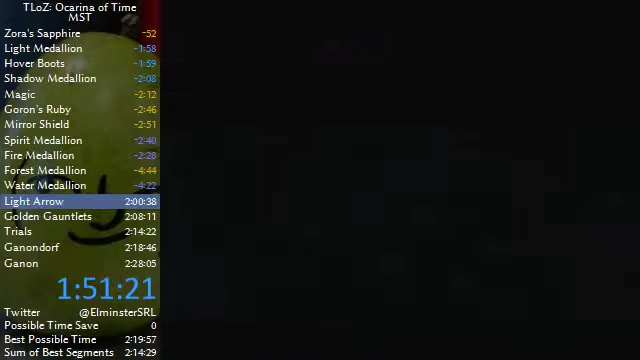 TLoZ: Ocarina of Time
MST
Zora's Sapphire -52
Light Medallion -1:58
Hover Boots -1:59
Shadow Medallion -2:08
Magic -2:12
Goron's Ruby -2:46
Mirror Shield -2:51
Spirit Medallion -2:40
Fire Medallion -2:28
Forest Medallion -4:44
Water Medallion -4:22
Light Arrow 2:00:38
Golden Gauntlets 2:08:11
Trials 2:14:22
Ganondorf 2:18:46
Ganon 2:28:05
1:51:21
Twitter @ElminsterSRL
Possible Time Save 0
Best Possible Time 2:19:57
Sum of Best Segments 2:14:29